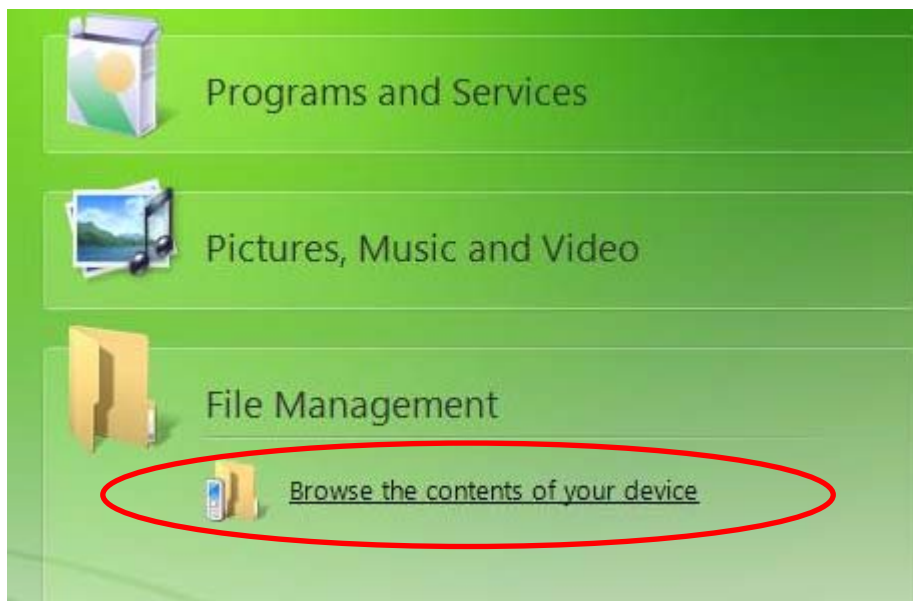 Programs and Services
Pictures, Music and Video
File Management
Browse the contents of your device